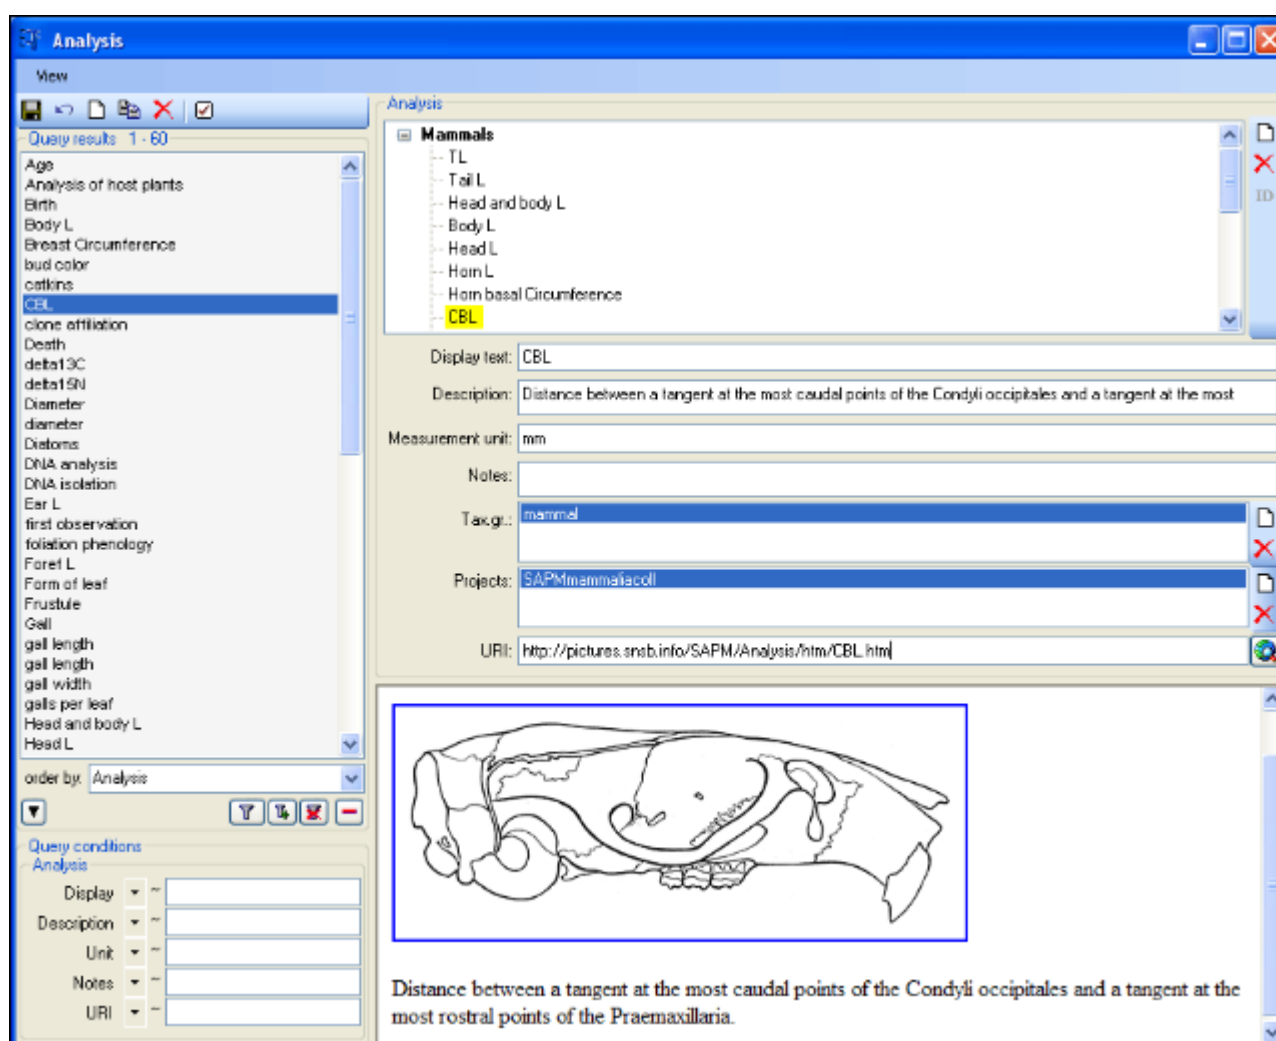 Analysis
View
Query results 1 - 60
Age
Analysis of host plants
Birth
Body L
Breast Circumference
bud color
catkins
CBL
clone affiliation
Death
delta13C
delta15N
Diameter
diameter
Diatoms
DNA analysis
DNA isolation
Ear L
first observation
foliation phenology
Foret L
Form of leaf
Frustule
Gall
gall length
gall length
gall width
galls per leaf
Head and body L
Head L
order by: Analysis
Query conditions
Analysis
Display ~
Description ~
Unit ~
Notes ~
URI ~
Analysis
Mammals
TL
Tail L
Head and body L
Body L
Head L
Horn L
Horn basal Circumference
CBL
ID
Display text: CBL
Description: Distance between a tangent at the most caudal points of the Condyli occipitales and a tangent at the most
Measurement unit: mm
Notes:
Tax.gr.: mammal
Projects: SAPMmammaliacoll
URI: http://pictures.snsb.info/SAPM/Analysis/htm/CBL.htm
Distance between a tangent at the most caudal points of the Condyli occipitales and a tangent at the
most rostral points of the Praemaxillaria.